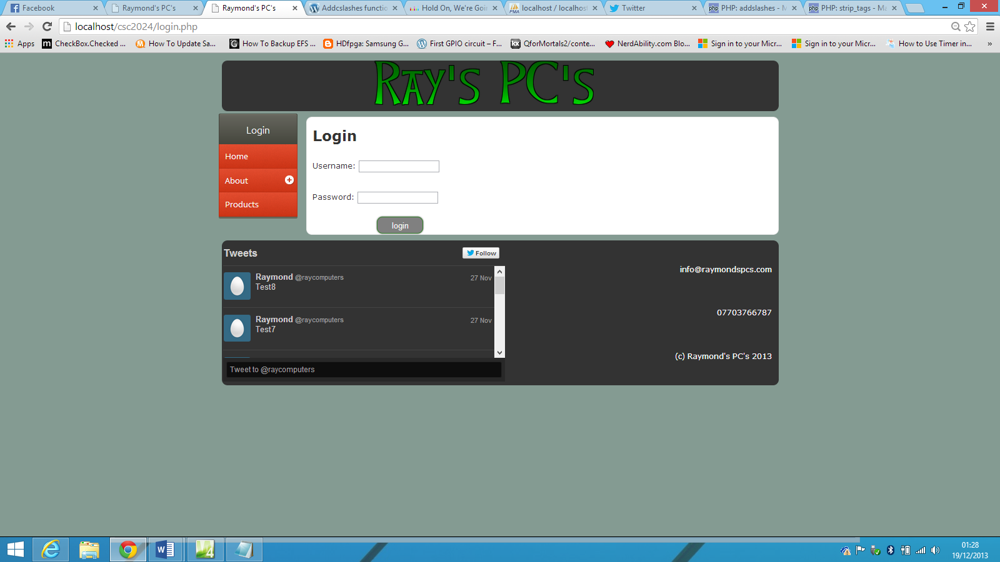 Facebook
Raymond's PC's
Raymond's PC's
Addcslashes functio
Hold On, We're Goi
localhost / localhost
Twitter
PHP: addslashes - M
PHP: strip_tags - Ma
localhost/csc2024/login.php
Apps
CheckBox.Checked ...
How To Update Sa...
How To Backup EFS ...
HDfpga: Samsung G...
First GPIO circuit – F...
QforMortals2/conte...
NerdAbility.com Blo...
Sign in to your Micr...
Sign in to your Micr...
How to Use Timer in...
»
Ray's PC's
Login
Home
About
Products
Login
Username:
Password:
login
Tweets
Follow
Raymond @raycomputers 27 Nov
Test8
Raymond @raycomputers 27 Nov
Test7
Tweet to @raycomputers
info@raymondspcs.com
07703766787
(c) Raymond's PC's 2013
01:28
19/12/2013